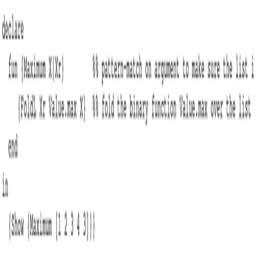 declare
  fun {Maximum X|Xr}      %% pattern-match on argument to make sure the list i
    {FoldL Xr Value.max X}  %% fold the binary function Value.max over the list
  end
in
  {Show {Maximum [1 2 3 4 3]}}